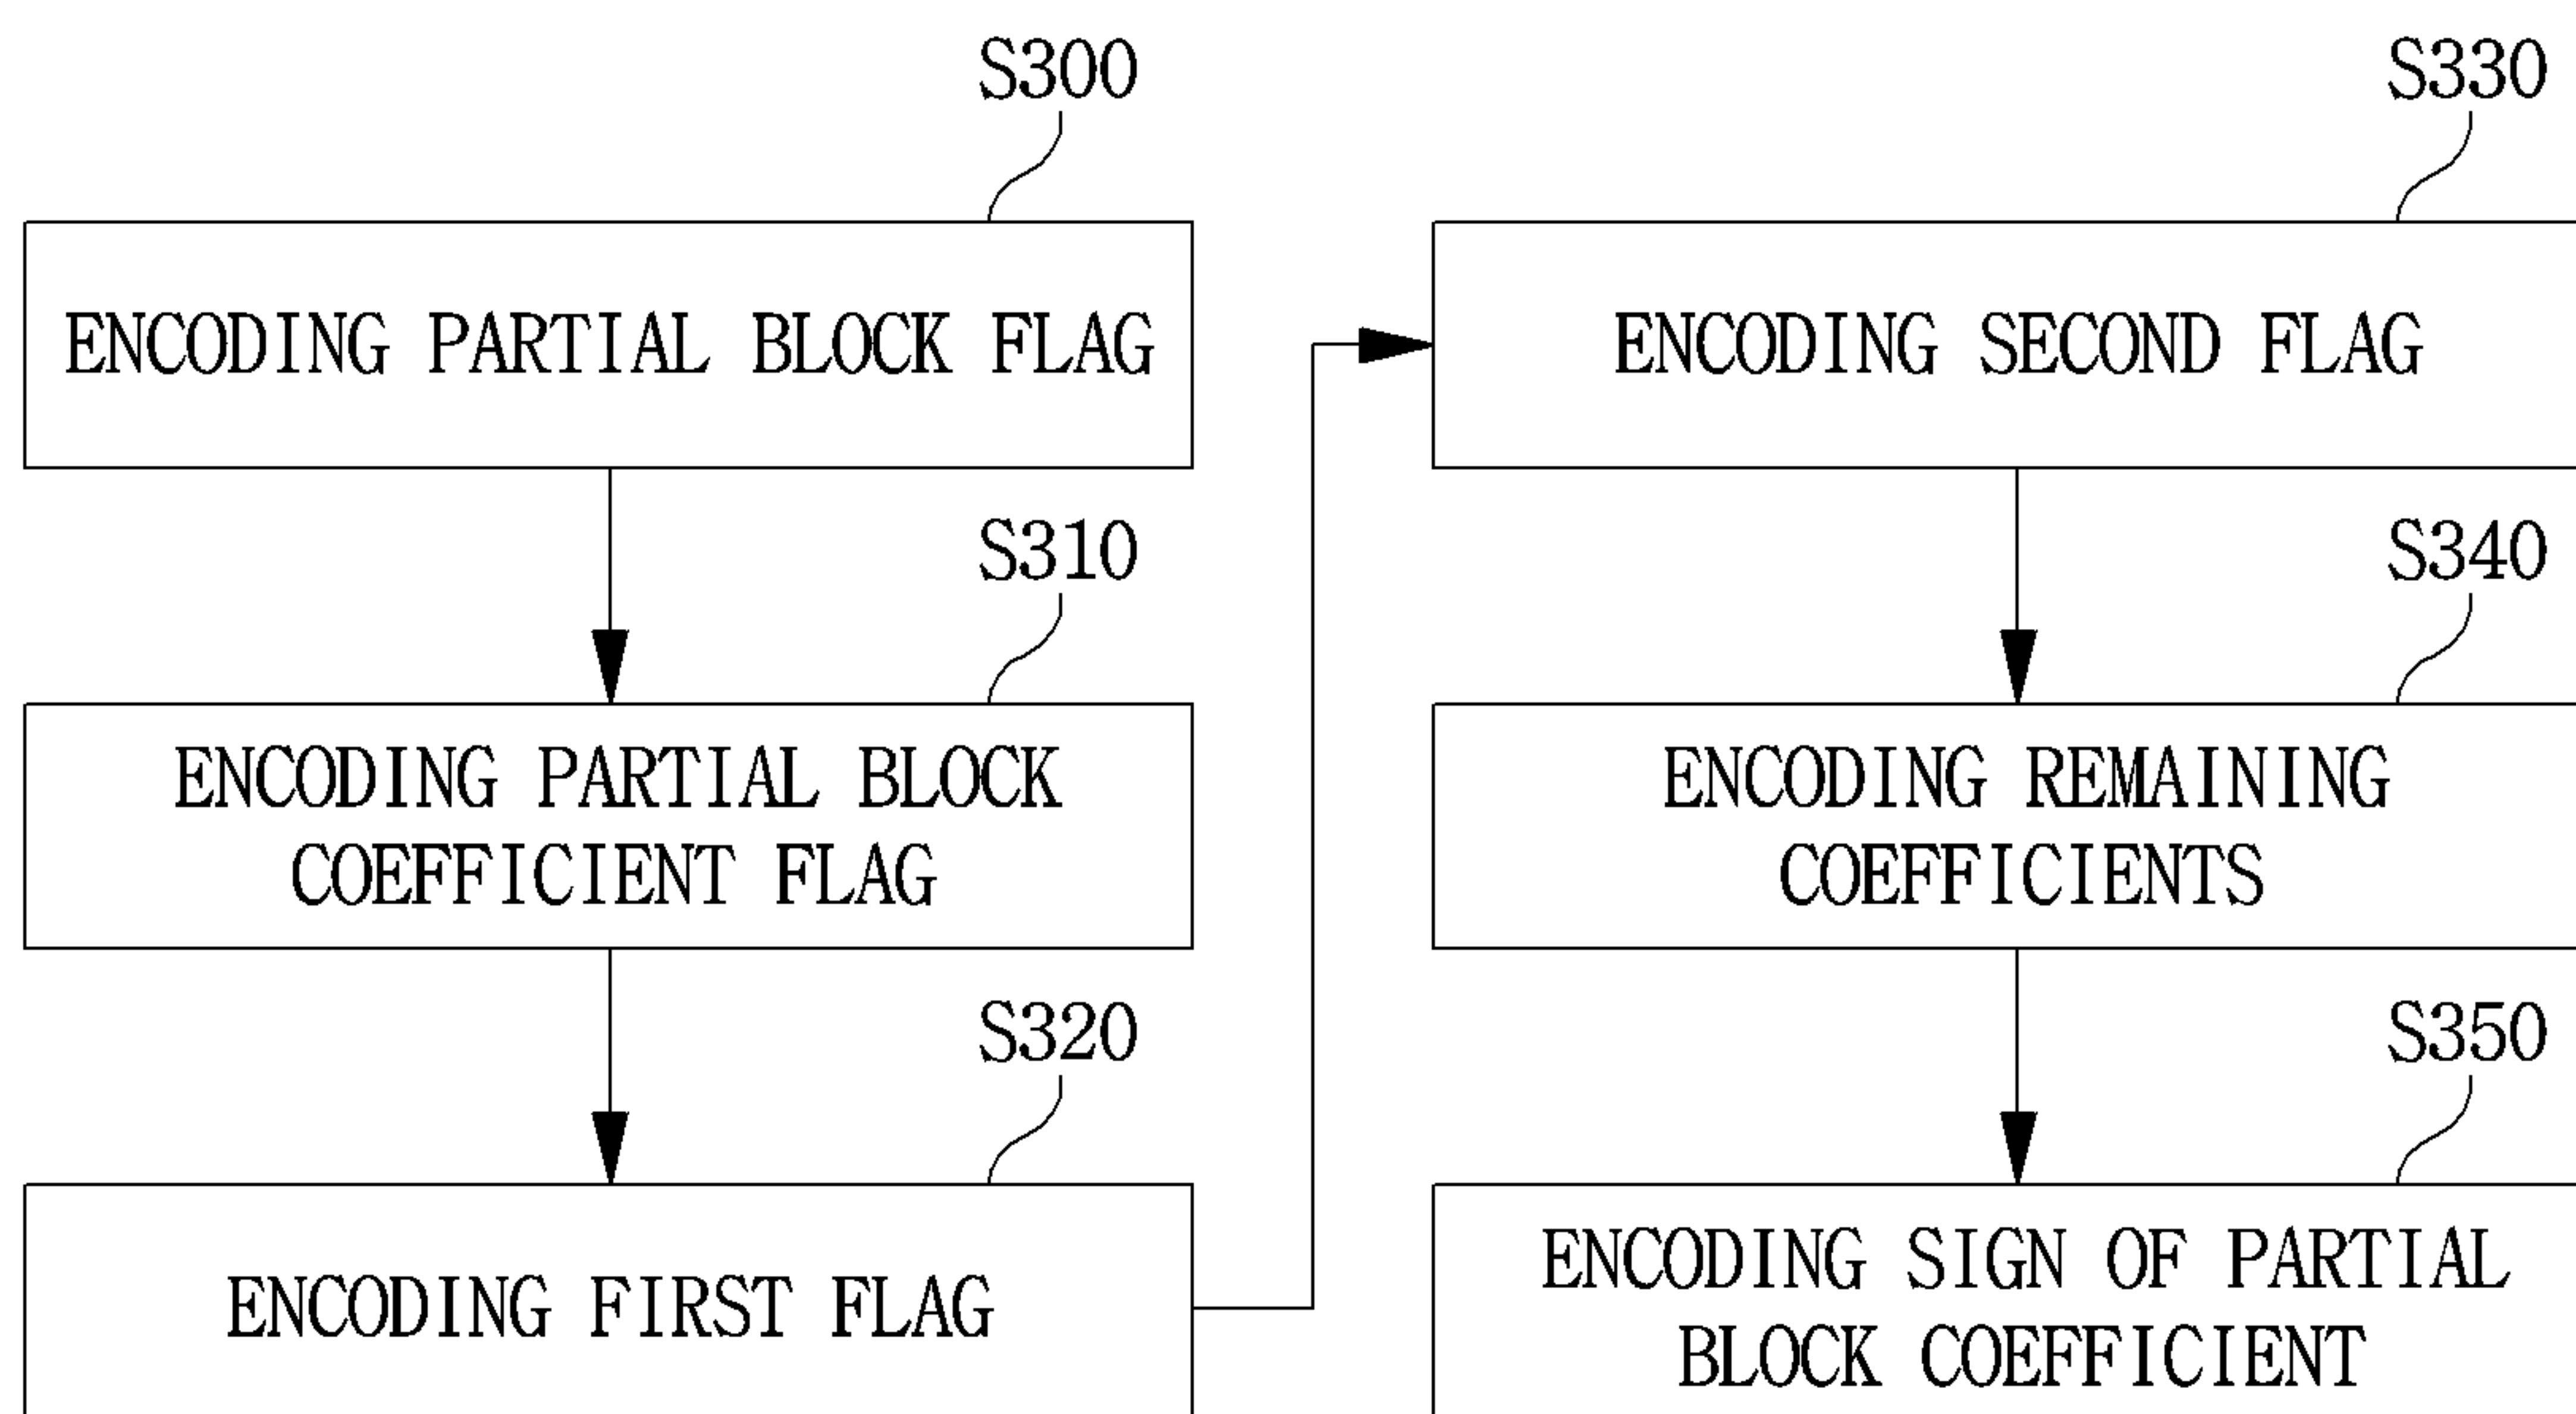 S300
ENCODING PARTIAL BLOCK FLAG
S310
ENCODING PARTIAL BLOCK
COEFFICIENT FLAG
S320
ENCODING FIRST FLAG
S330
ENCODING SECOND FLAG
S340
ENCODING REMAINING
COEFFICIENTS
S350
ENCODING SIGN OF PARTIAL
BLOCK COEFFICIENT